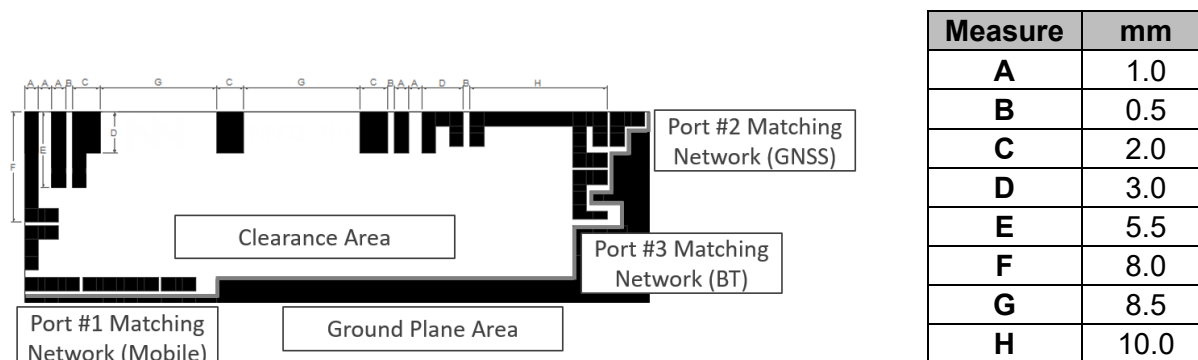 A A A B C G C G C B A A D B H
D
E
F
Port #2 Matching
Network (GNSS)
Clearance Area
Port #3 Matching
Network (BT)
Port #1 Matching
Network (Mobile)
Ground Plane Area
Measure mm
A 1.0
B 0.5
C 2.0
D 3.0
E 5.5
F 8.0
G 8.5
H 10.0